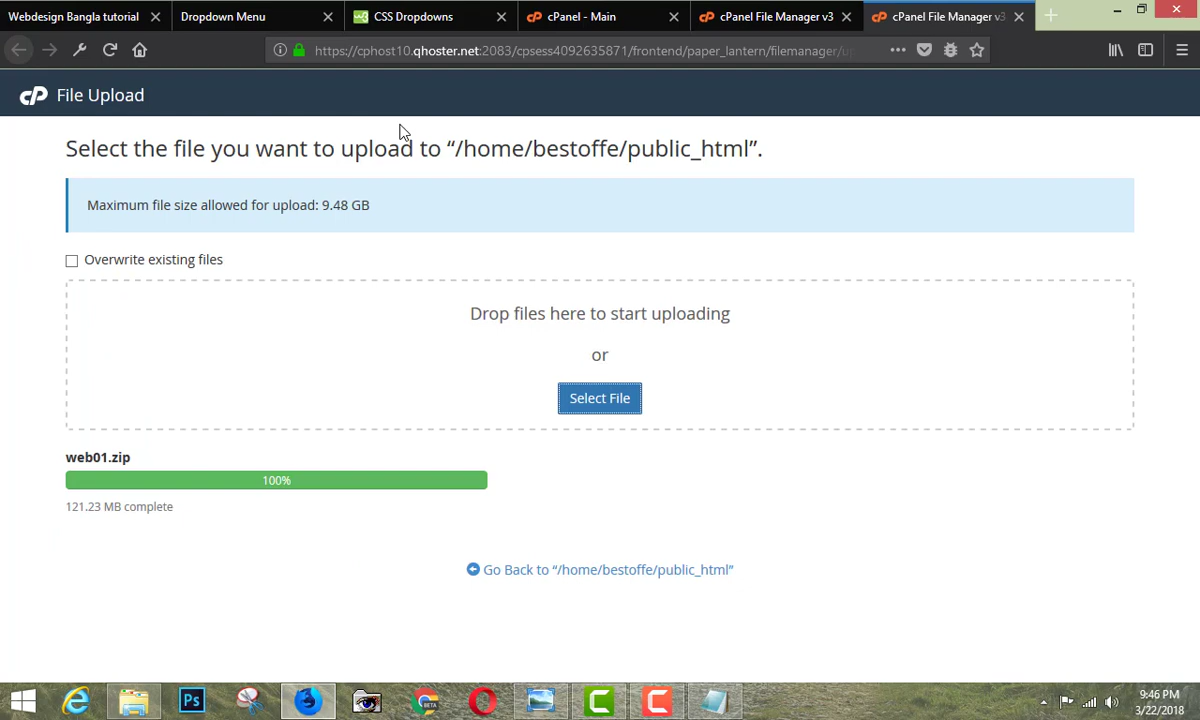 Webdesign Bangla tutorial
Dropdown Menu
CSS Dropdowns
cPanel - Main
cPanel File Manager v3
cPanel File Manager v3
https://cphost10.qhoster.net:2083/cpsess4092635871/frontend/paper_lantern/filemanager/u
cP File Upload
Select the file you want to upload to “/home/bestoffe/public_html”.
Maximum file size allowed for upload: 9.48 GB
Overwrite existing files
Drop files here to start uploading
or
Select File
web01.zip
100%
121.23 MB complete
Go Back to “/home/bestoffe/public_html”
Ps
BETA
9:46 PM
3/22/2018